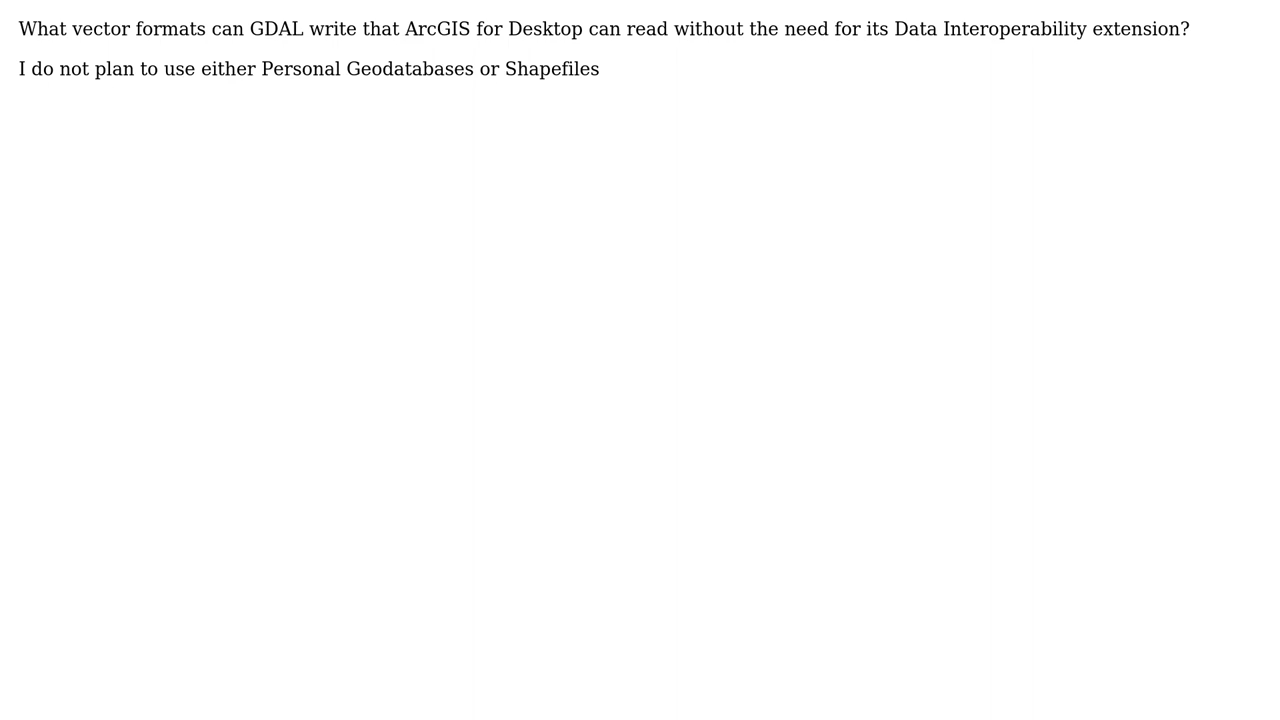 What vector formats can GDAL write that ArcGIS for Desktop can read without the need for its Data Interoperability extension?
I do not plan to use either Personal Geodatabases or Shapefiles